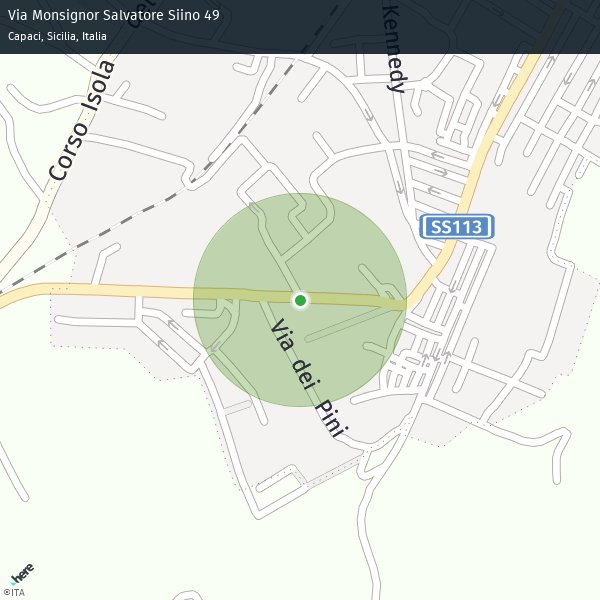 Via Monsignor Salvatore Siino 49
Capaci, Sicilia, Italia
Kennedy
Corso Isola
SS113
Via dei Pini
here
©ITA